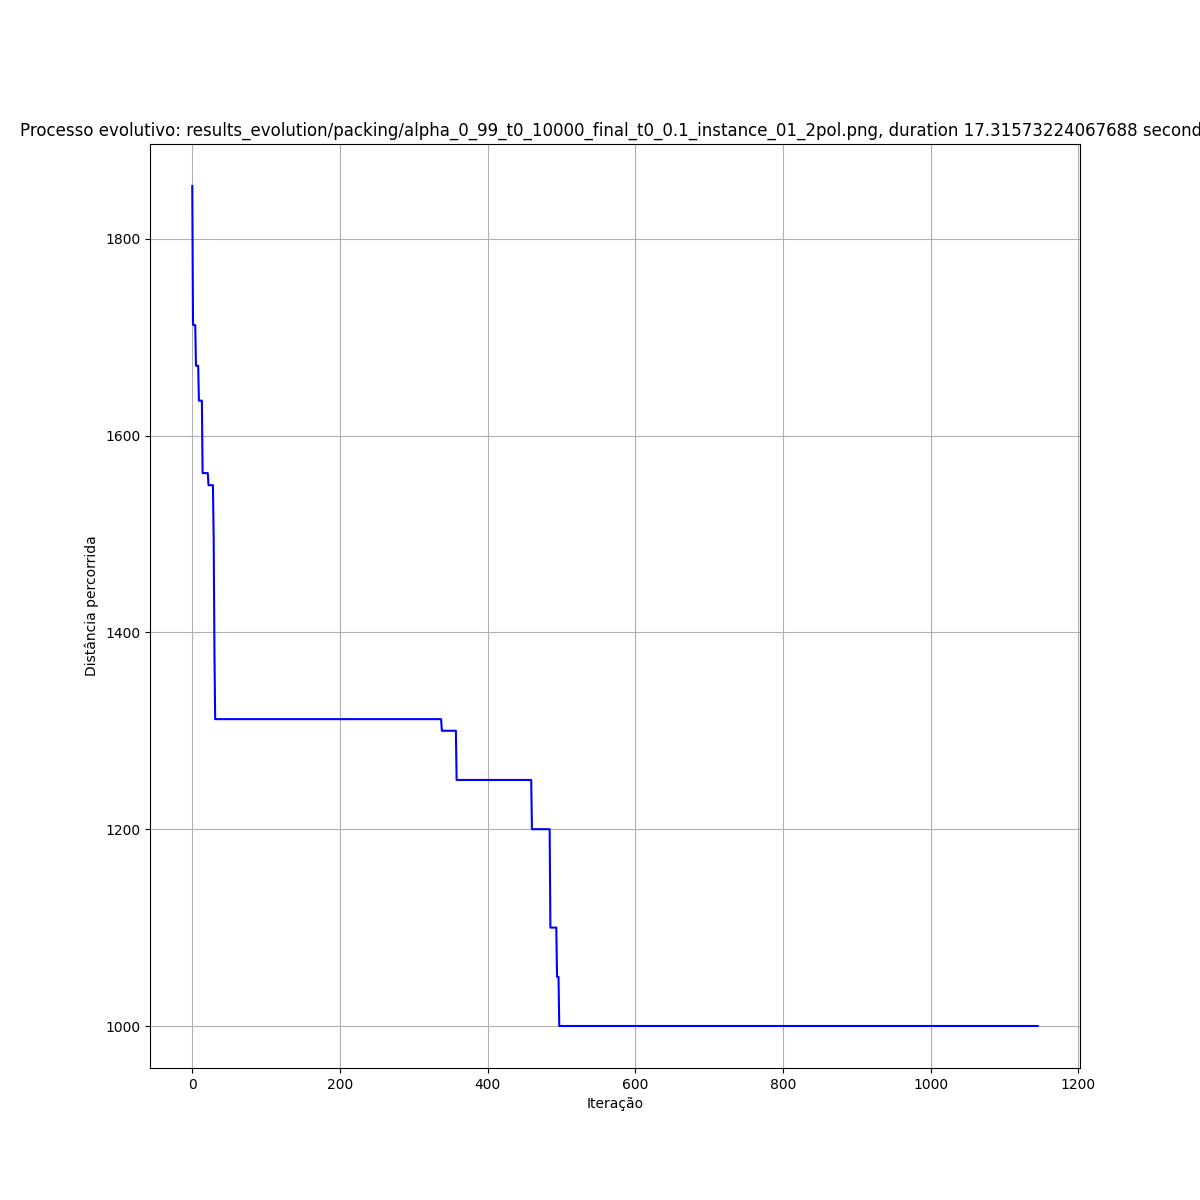 Processo evolutivo: results_evolution/packing/alpha_0_99_t0_10000_final_t0_0.1_instance_01_2pol.png, duration 17.31573224067688 second
1800
1600
1400
1200
1000
Distância percorrida
0 200 400 600 800 1000 1200
Iteração